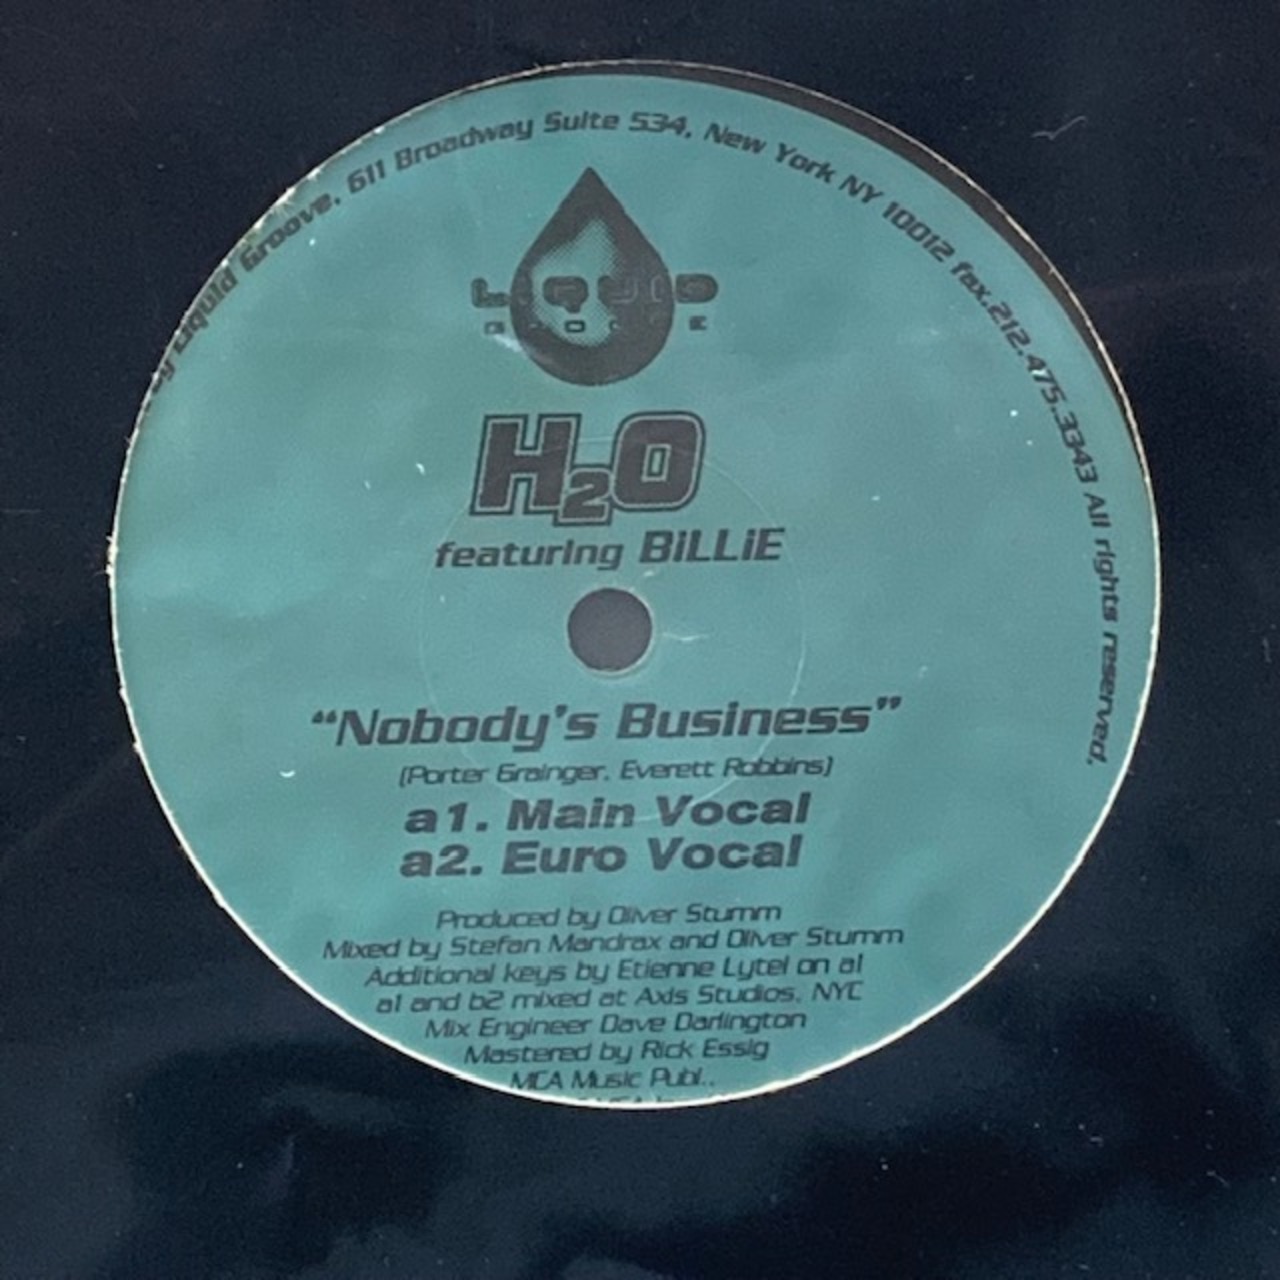 Liquid Groove. 611 Broadway Suite 534, New York NY 10012 fax.212.475.3343 All rights reserved.
LIQUID
H2O
featuring BiLLiE
“Nobody's Business”
(Porter Grainger, Everett Robbins)
a1. Main Vocal
a2. Euro Vocal
Produced by Oliver Stumm
Mixed by Stefan Mandrax and Oliver Stumm
Additional keys by Etienne Lytel on a1
a1 and b2 mixed at Axis Studios, NYC
Mix Engineer Dave Darlington
Mastered by Rick Essig
MCA Music Publ..